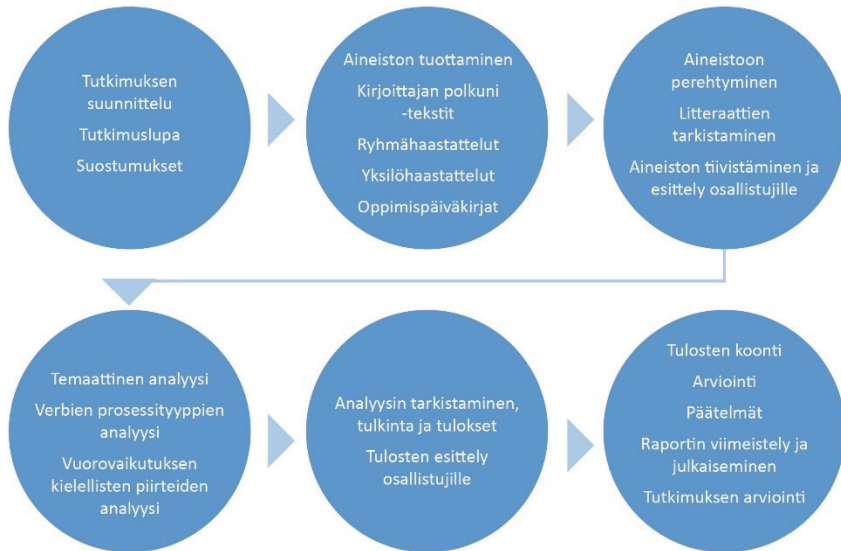 Tutkimuksen
suunnittelu
Tutkimuslupa
Suostumukset
Aineiston tuottaminen
Kirjoittajan polkuni
-tekstit
Ryhmähaastattelut
Yksilöhaastattelut
Oppimispäiväkirjat
Aineistoon
perehtyminen
Litteraattien
tarkistaminen
Aineiston tiivistäminen ja
esittely osallistujille
Temaattinen analyysi
Verbien prosessityyppien
analyysi
Vuorovaikutuksen
kielellisten piirteiden
analyysi
Analyysin tarkistaminen,
tulkinta ja tulokset
Tulosten esittely
osallistujille
Tulosten koonti
Arviointi
Päätelmät
Raportin viimeistely ja
julkaiseminen
Tutkimuksen arviointi